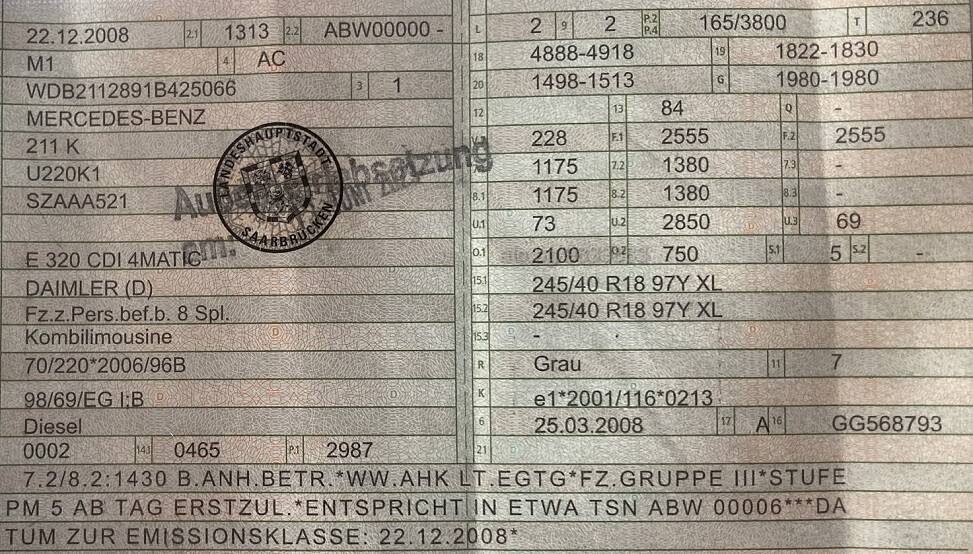 22.12.2008 2.1 1313 2.2 ABW00000 - L 2 9 2 P.2 P.4 165/3800 T 236
M1 4 AC 18 4888-4918 19 1822-1830
WDB2112891B425066 3 1 20 1498-1513 G 1980-1980
MERCEDES-BENZ 12 13 84 Q -
211 K 228 F.1 2555 F.2 2555
U220K1 1175 7.2 1380 7.3 -
SZAAA521 8.1 1175 8.2 1380 8.3 -
LANDESHAUPTSTADT SAARBRÜCKEN
U.1 73 U.2 2850 U.3 69
E 320 CDI 4MATIC O.1 2100 O.2 750 S.1 5 S.2 -
DAIMLER (D) 15.1 245/40 R18 97Y XL
Fz.z.Pers.bef.b. 8 Spl. 15.2 245/40 R18 97Y XL
Kombilimousine 15.3 -
70/220*2006/96B R Grau 11 7
98/69/EG I;B K e1*2001/116*0213
Diesel 6 25.03.2008 17 A 16 GG568793
0002 14.1 0465 P.1 2987 21
7.2/8.2:1430 B.ANH.BETR.*WW.AHK LT.EGTG*FZ.GRUPPE III*STUFE
PM 5 AB TAG ERSTZUL.*ENTSPRICHT IN ETWA TSN ABW 00006***DA
TUM ZUR EMISSIONSKLASSE: 22.12.2008*